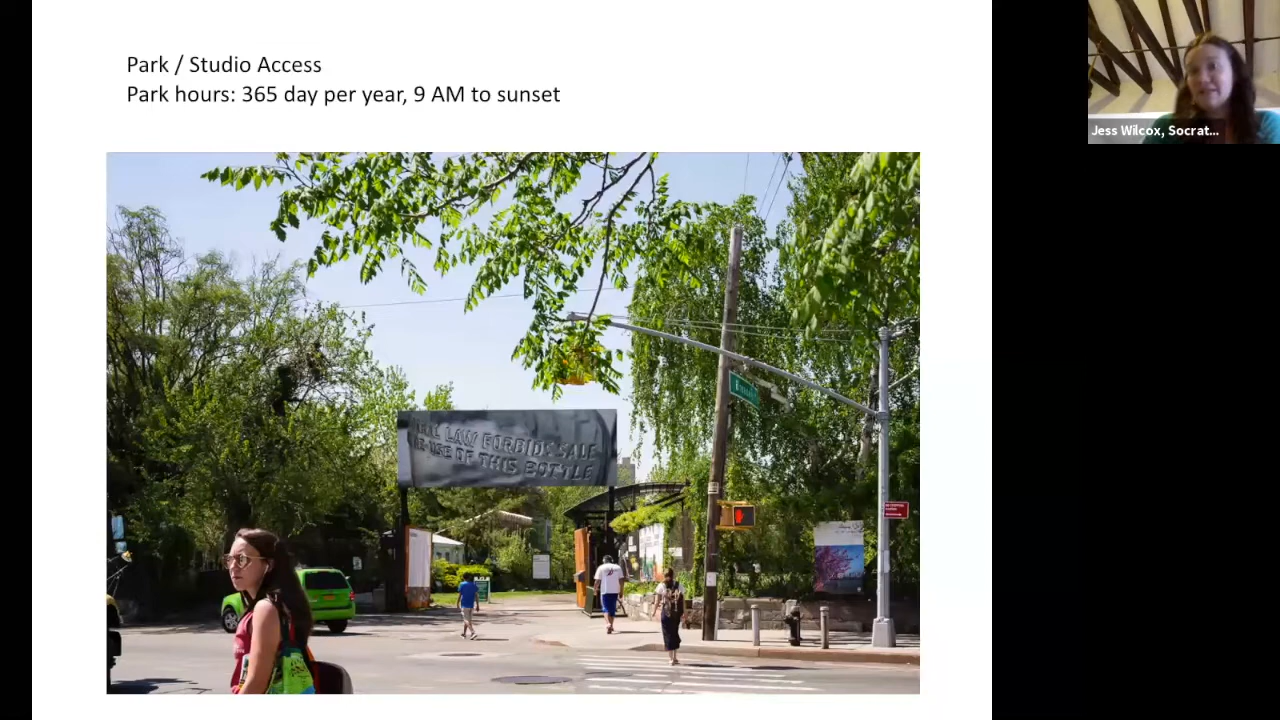 Park / Studio Access
Park hours: 365 day per year, 9 AM to sunset
Jess Wilcox, Socrat...
LAW FORBIDS SALE
USE OF THIS BOTTLE